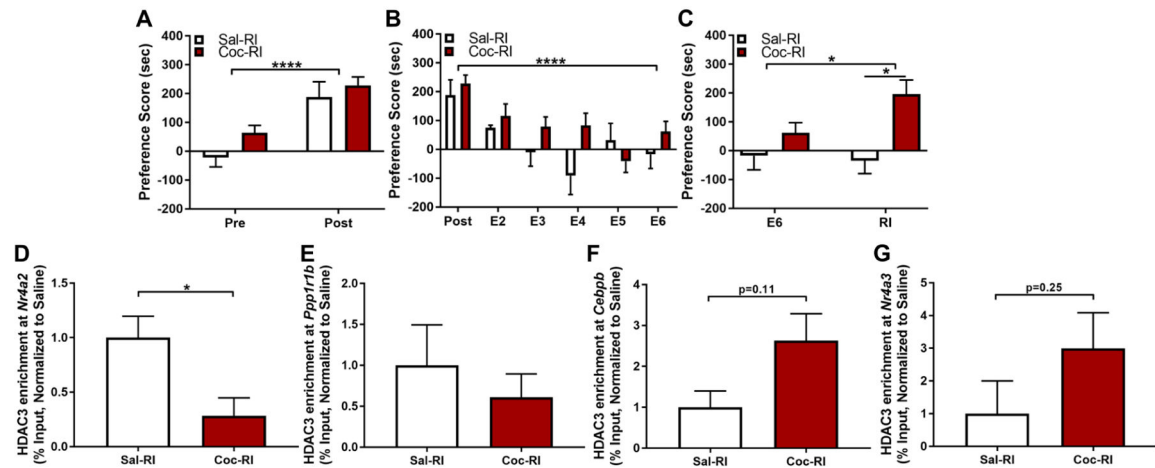 A
Sal-RI
Coc-RI
****
Preference Score (sec)
400
300
200
100
0
-100
-200
Pre
Post
B
Sal-RI
Coc-RI
****
Preference Score (sec)
400
300
200
100
0
-100
-200
Post
E2
E3
E4
E5
E6
C
Sal-RI
Coc-RI
*
*
Preference Score (sec)
400
300
200
100
0
-100
-200
E6
RI
D
HDAC3 enrichment at Nr4a2
(% Input, Normalized to Saline)
1.5
1.0
0.5
0.0
*
Sal-RI
Coc-RI
E
HDAC3 enrichment at Ppp1r1b
(% Input, Normalized to Saline)
2.0
1.5
1.0
0.5
0.0
Sal-RI
Coc-RI
F
HDAC3 enrichment at Cebpb
(% Input, Normalized to Saline)
4
3
2
1
0
p=0.11
Sal-RI
Coc-RI
G
HDAC3 enrichment at Nr4a3
(% Input, Normalized to Saline)
5
4
3
2
1
0
p=0.25
Sal-RI
Coc-RI